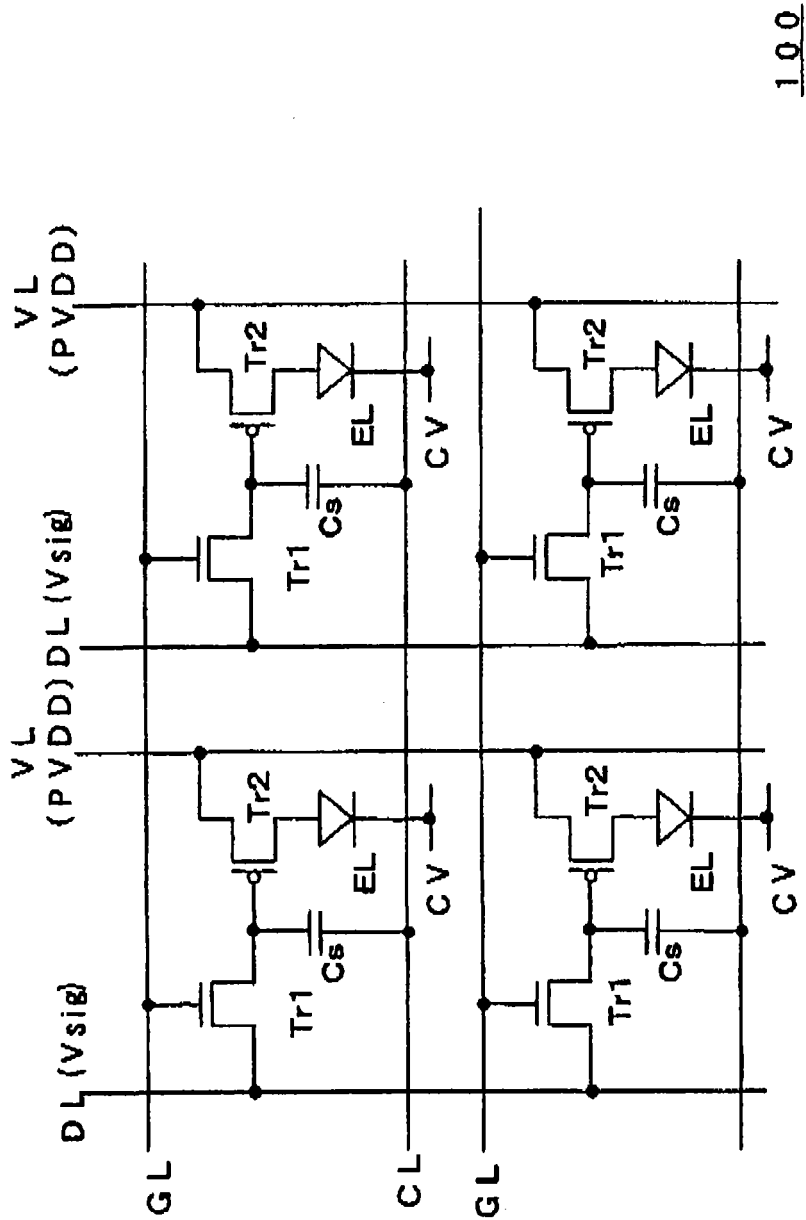 VL
VL
DL (Vsig)
(PVDD)
DL (Vsig)
(PVDD)
GL
Tr2
Tr2
Tr1
Tr1
Cs
EL
Cs
EL
CL
CV
CV
GL
Tr2
Tr2
Tr1
Tr1
Cs
EL
Cs
EL
CV
CV
100